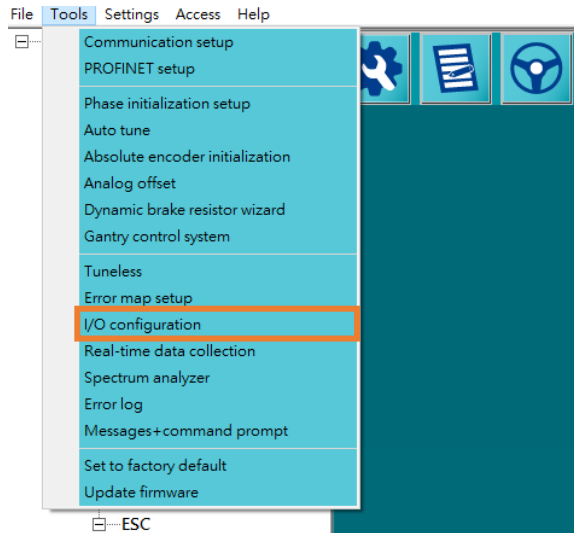 File Tools Settings Access Help
Communication setup
PROFINET setup
Phase initialization setup
Auto tune
Absolute encoder initialization
Analog offset
Dynamic brake resistor wizard
Gantry control system
Tuneless
Error map setup
I/O configuration
Real-time data collection
Spectrum analyzer
Error log
Messages+command prompt
Set to factory default
Update firmware
ESC